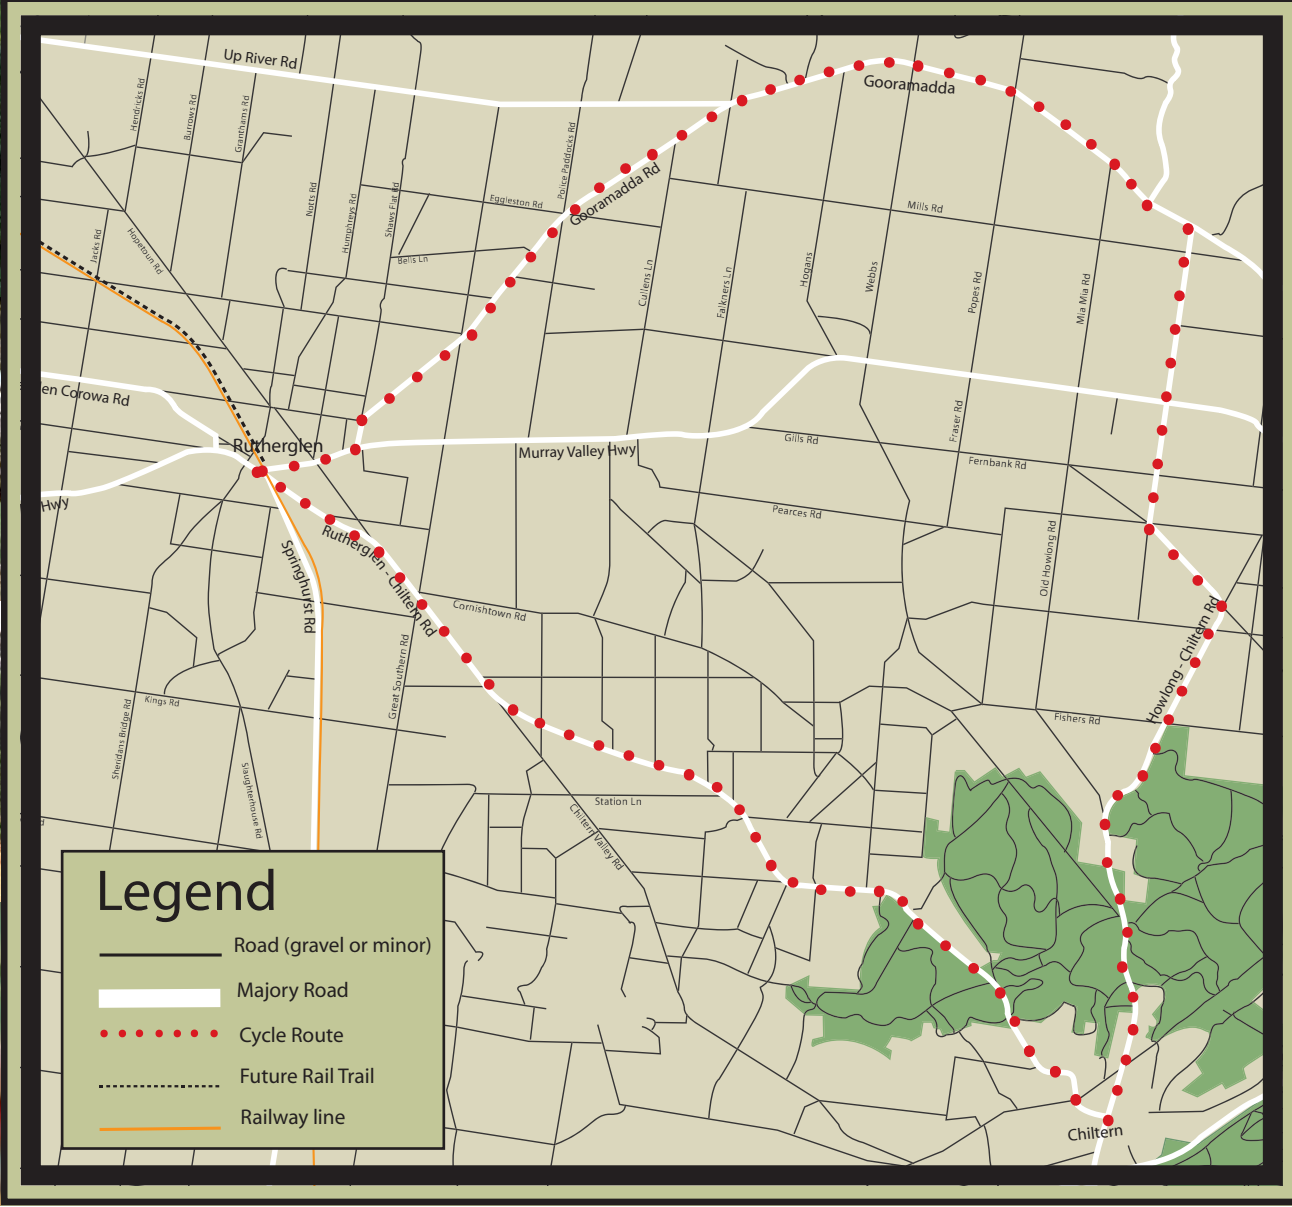 Up River Rd
Gooramadda
Hendricks Rd
Burrows Rd
Granthams Rd
Police Paddocks Rd
Gooramadda Rd
Notts Rd
Humphreys Rd
Shaws Flat Rd
Eggleston Rd
Mills Rd
Jacks Rd
Hopetoun Rd
Bells Ln
Cullens Ln
Falkners Ln
Hogans
Webbs
Popes Rd
Mia Mia Rd
en Corowa Rd
Rutherglen
Murray Valley Hwy
Gills Rd
Fraser Rd
Fernbank Rd
Hwy
Pearces Rd
Rutherglen - Chiltern Rd
Springhurst Rd
Old Howlong Rd
Cornishtown Rd
Great Southern Rd
Howlong - Chiltern Rd
Kings Rd
Sheridans Bridge Rd
Fishers Rd
Slaughterhouse Rd
Station Ln
Chiltern Valley Rd
d
Legend
Road (gravel or minor)
Majory Road
Cycle Route
Future Rail Trail
Railway line
Chiltern